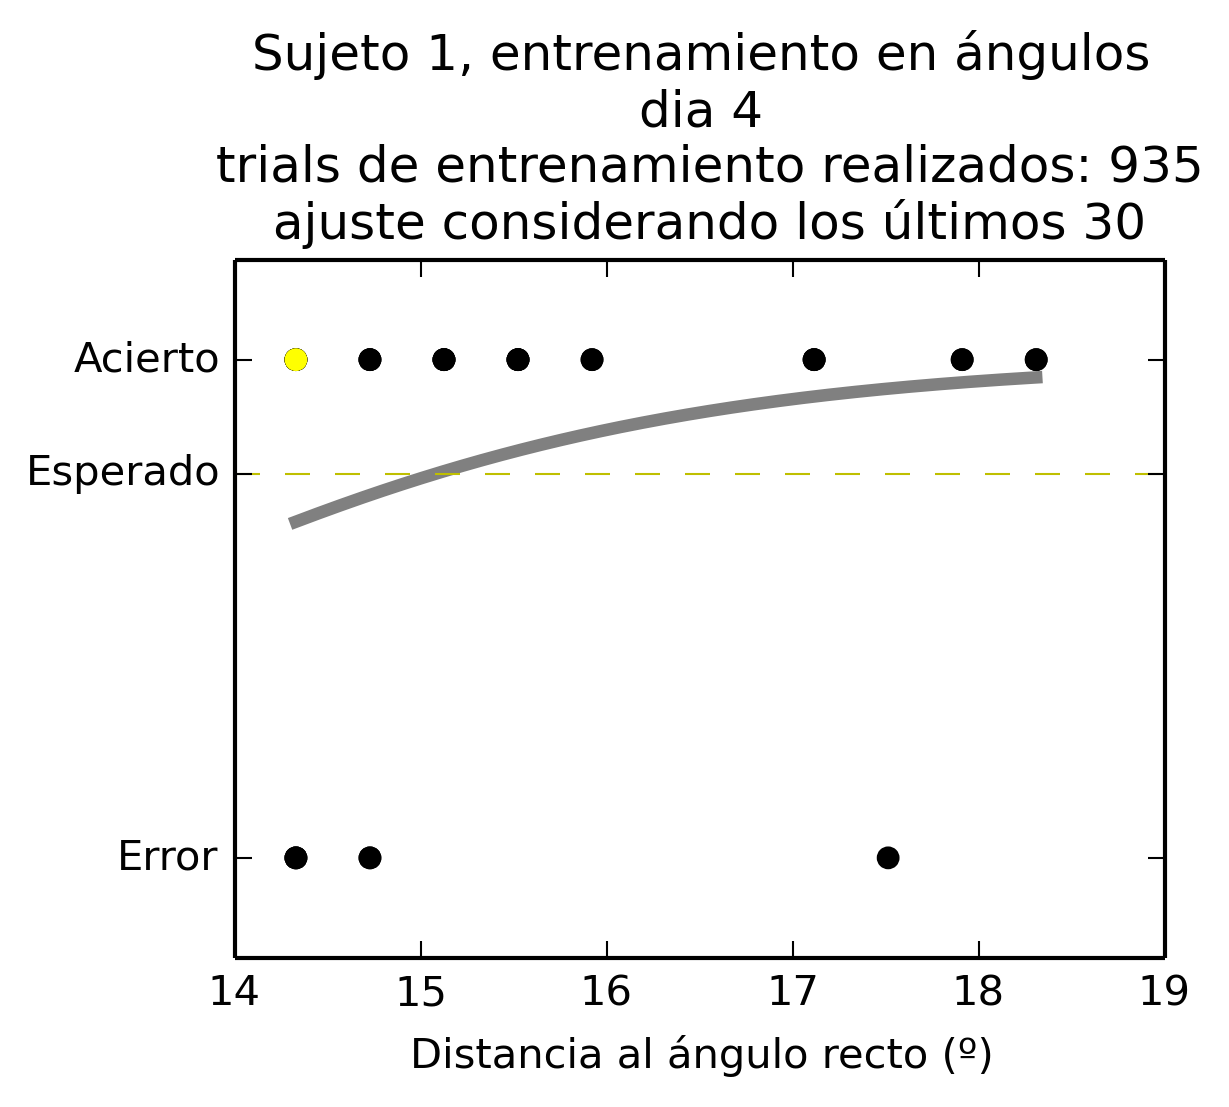 Sujeto 1, entrenamiento en ángulos
dia 4
trials de entrenamiento realizados: 935
ajuste considerando los últimos 30
Acierto
Esperado
Error
14 15 16 17 18 19
Distancia al ángulo recto (º)